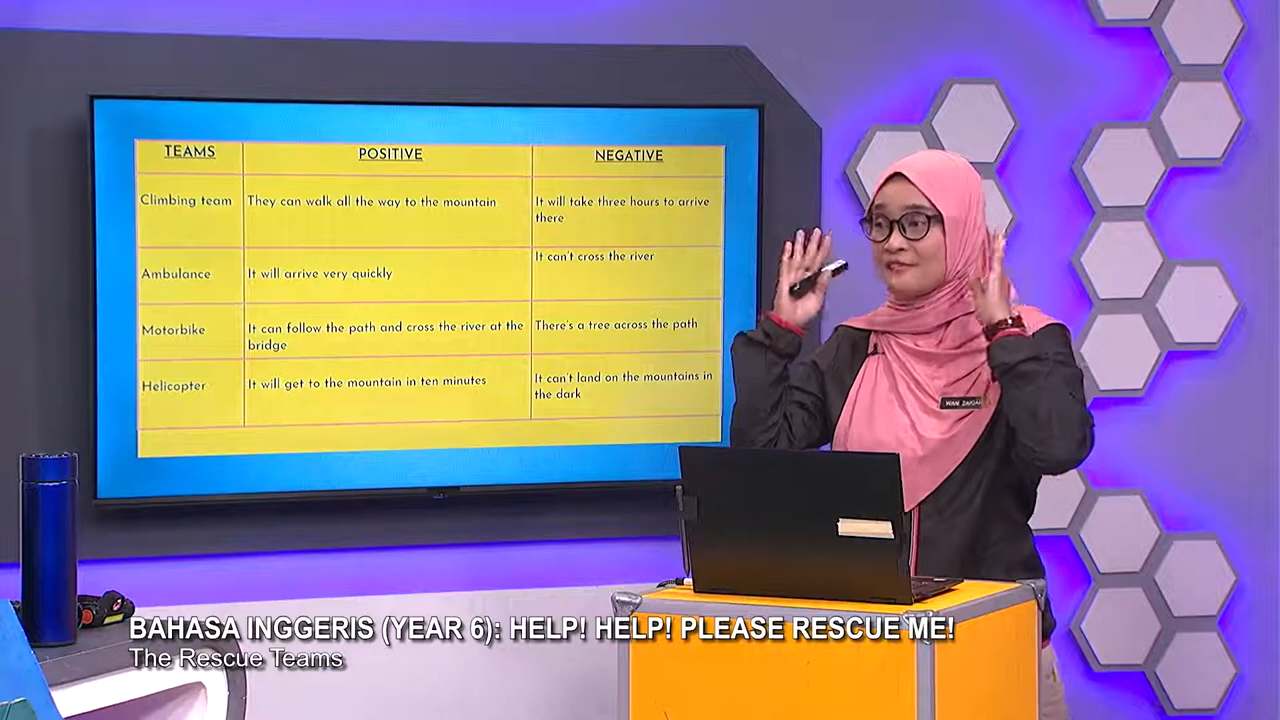 TEAMS POSITIVE NEGATIVE
Climbing team They can walk all the way to the mountain It will take three hours to arrive
there
Ambulance It will arrive very quickly It can't cross the river
Motorbike It can follow the path and cross the river at the There's a tree across the path
bridge
Helicopter It will get to the mountain in ten minutes It can't land on the mountains in
the dark
BAHASA INGGERIS (YEAR 6): HELP! HELP! PLEASE RESCUE ME!
The Rescue Teams